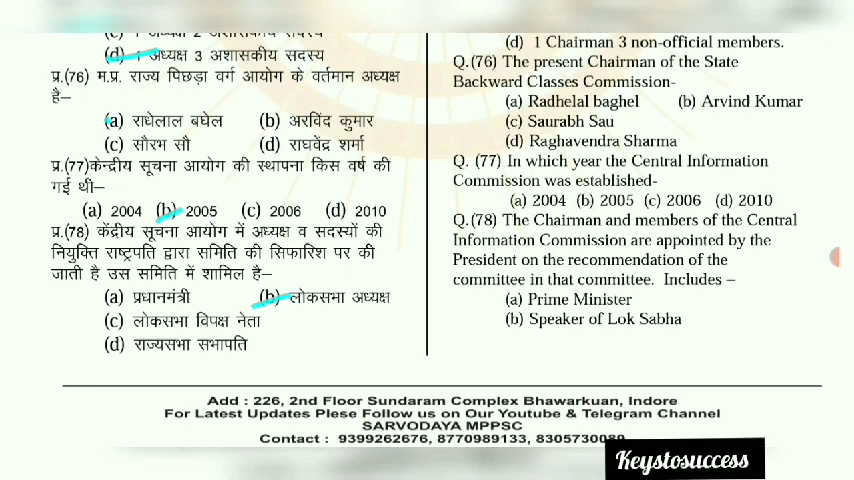 (d) 1 अध्यक्ष 3 अशासकीय सदस्य
प्र.(76) म.प्र. राज्य पिछड़ा वर्ग आयोग के वर्तमान अध्यक्ष
है–
(a) राधेलाल बघेल (b) अरविंद कुमार
(c) सौरभ सौ (d) राघवेंद्र शर्मा
प्र.(77)केन्द्रीय सूचना आयोग की स्थापना किस वर्ष की
गई थी–
(a) 2004 (b) 2005 (c) 2006 (d) 2010
प्र.(78) केंद्रीय सूचना आयोग में अध्यक्ष व सदस्यों की
नियुक्ति राष्ट्रपति द्वारा समिति की सिफारिश पर की
जाती है उस समिति में शामिल है–
(a) प्रधानमंत्री (b) लोकसभा अध्यक्ष
(c) लोकसभा विपक्ष नेता
(d) राज्यसभा सभापति
(d) 1 Chairman 3 non-official members.
Q.(76) The present Chairman of the State
Backward Classes Commission-
(a) Radhelal baghel (b) Arvind Kumar
(c) Saurabh Sau
(d) Raghavendra Sharma
Q. (77) In which year the Central Information
Commission was established-
(a) 2004 (b) 2005 (c) 2006 (d) 2010
Q.(78) The Chairman and members of the Central
Information Commission are appointed by the
President on the recommendation of the
committee in that committee. Includes –
(a) Prime Minister
(b) Speaker of Lok Sabha
Add : 226, 2nd Floor Sundaram Complex Bhawarkuan, Indore
For Latest Updates Plese Follow us on Our Youtube & Telegram Channel
SARVODAYA MPPSC
Contact : 9399262676, 8770989133, 8305730089
Keystosuccess